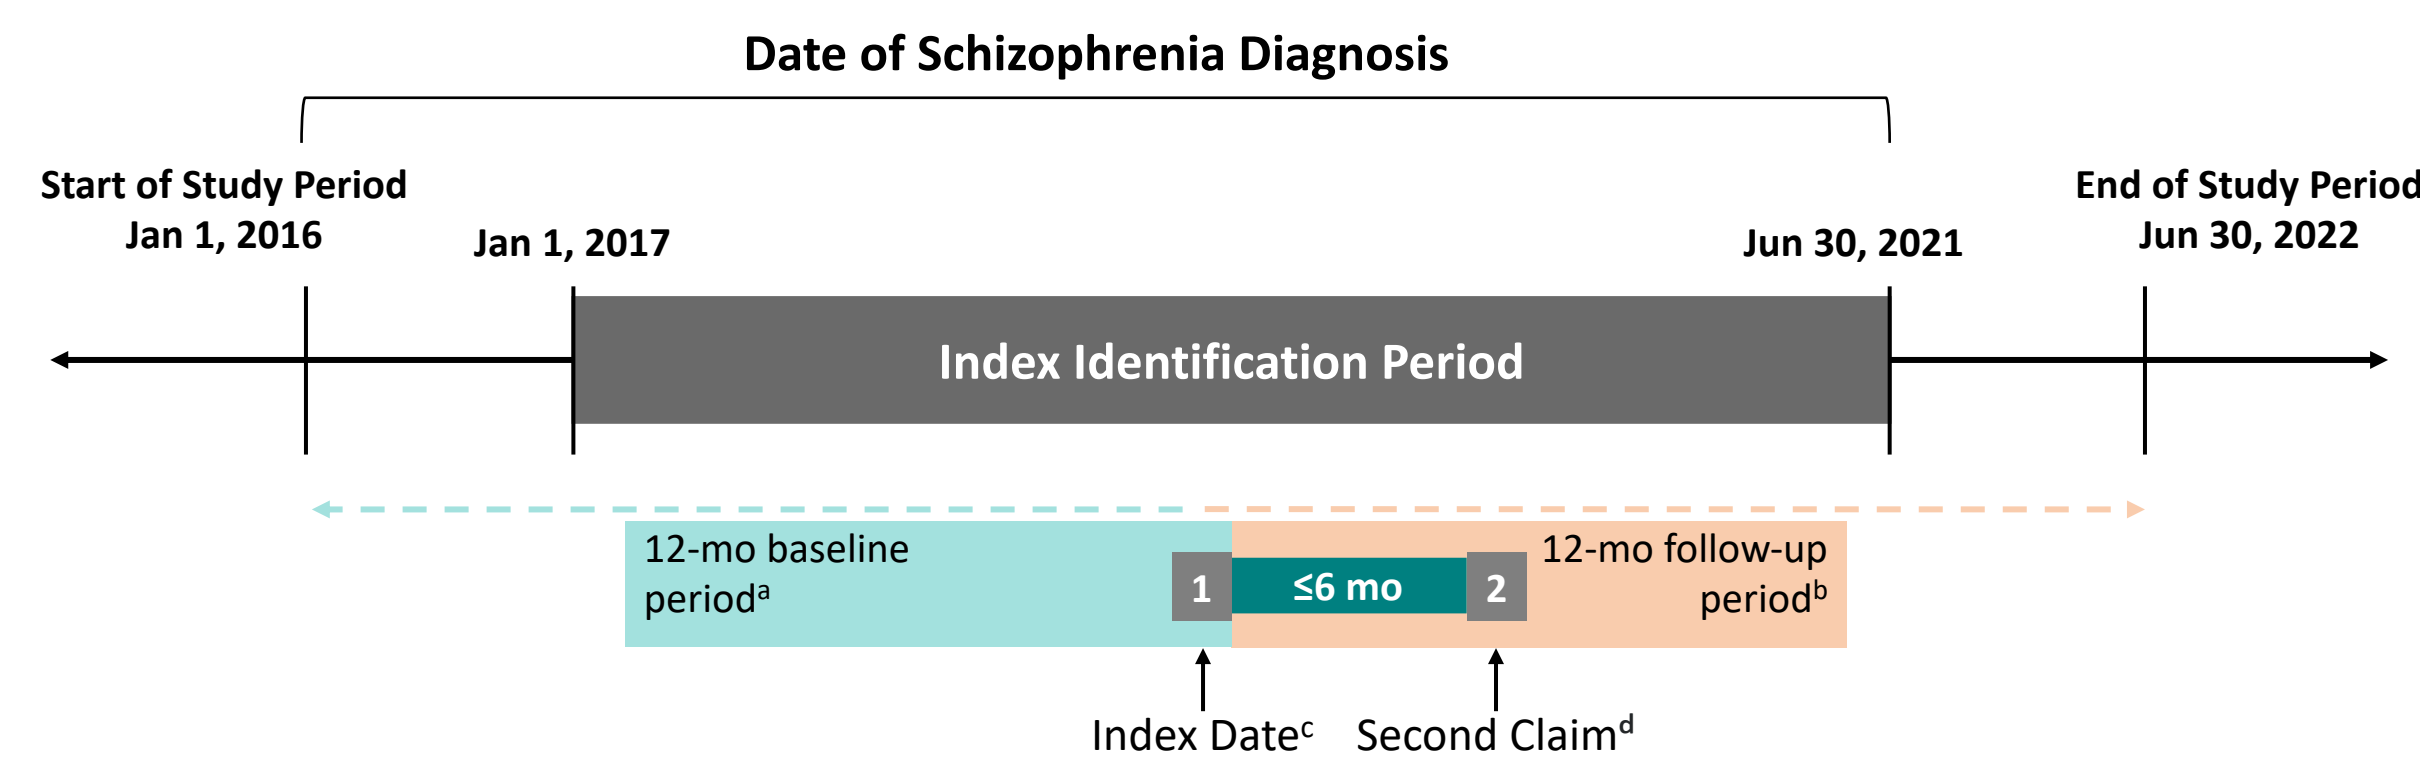 Date of Schizophrenia Diagnosis
Start of Study Period
Jan 1, 2016
Jan 1, 2017
Jun 30, 2021
End of Study Period
Jun 30, 2022
Index Identification Period
12-mo baseline
periodᵃ
1
≤6 mo
2
12-mo follow-up
periodᵇ
Index Dateᶜ
Second Claimᵈ